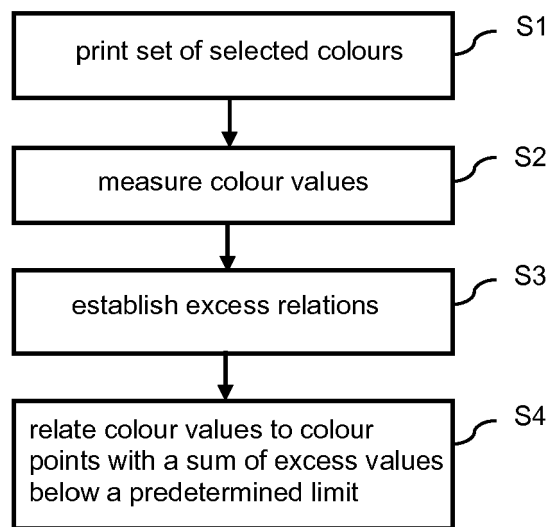 print set of selected colours
S1
measure colour values
S2
establish excess relations
S3
relate colour values to colour
points with a sum of excess values
below a predetermined limit
S4